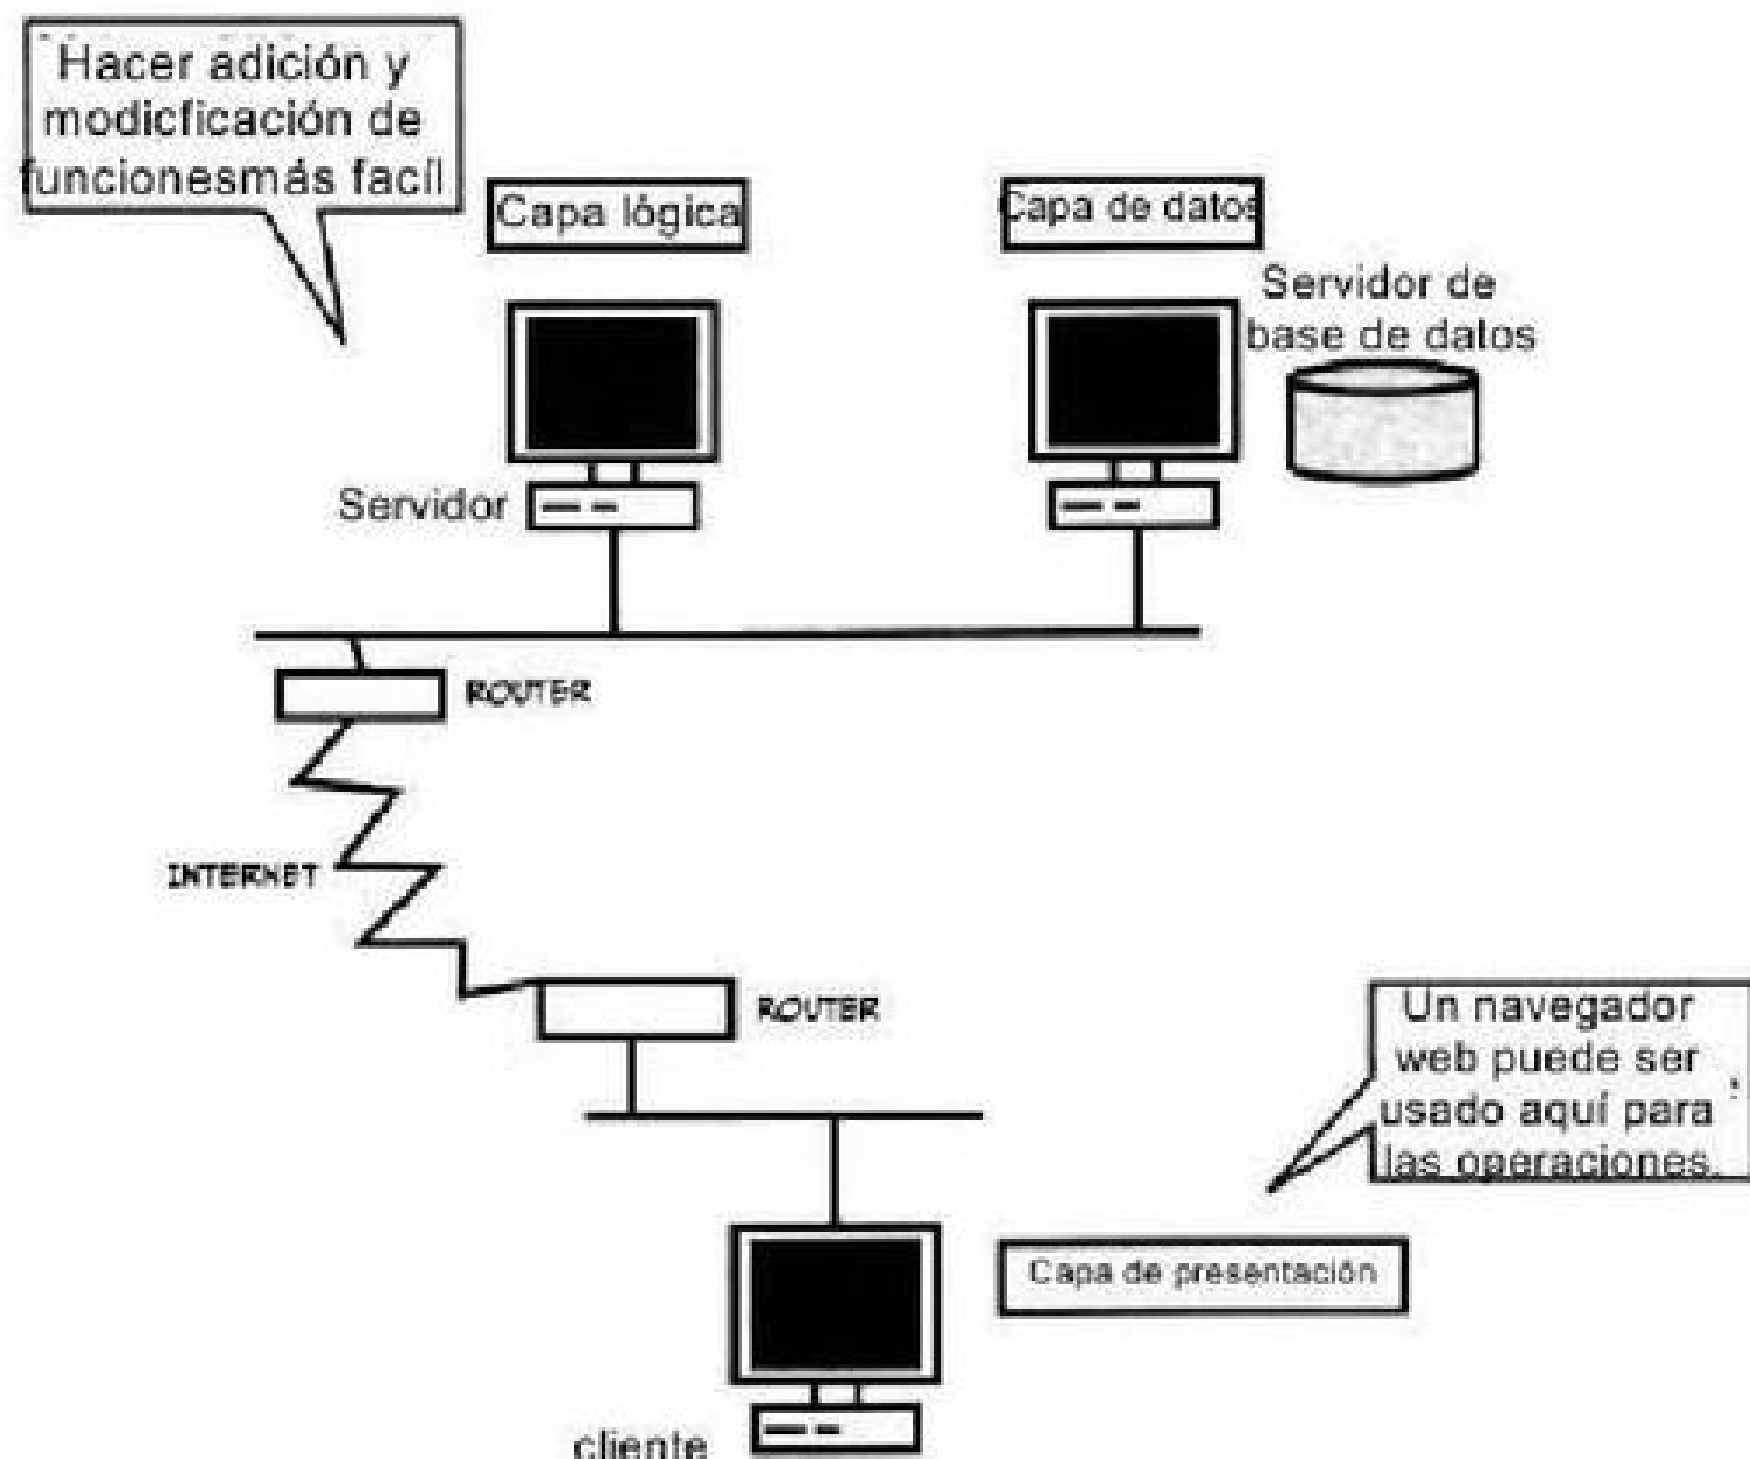 Hacer adición y
modicficación de
funcionesmás facíl
Capa lógica
Capa de datos
Servidor de
base de datos
Servidor
ROUTER
INTERNET
ROUTER
Un navegador
web puede ser
usado aquí para
las operaciones.
Capa de presentación
cliente